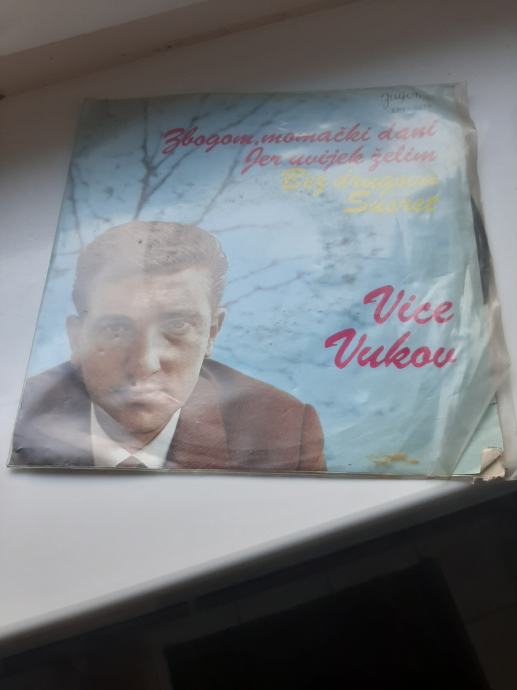 Zbogom, momački dani
Jer uvijek želim
Bez drugova
Susret
Vice
Vukov